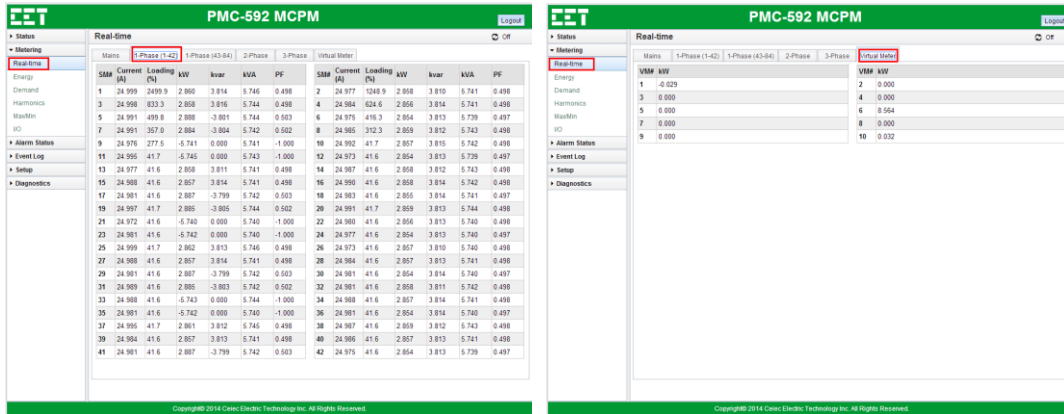 CET PMC-592 MCPM Logout
Status
Metering
Real-time
Energy
Demand
Harmonics
Max/Min
I/O
Alarm Status
Event Log
Setup
Diagnostics
Real-time Off
Mains 1-Phase (1-42) 1-Phase (43-84) 2-Phase 3-Phase Virtual Meter
SM# Current (A) Loading (%) kW kvar kVA PF SM# Current (A) Loading (%) kW kvar kVA PF
1 24.999 2499.9 2.860 3.814 5.746 0.498 2 24.977 1248.9 2.858 3.810 5.741 0.498
3 24.998 833.3 2.858 3.816 5.744 0.498 4 24.984 624.6 2.856 3.814 5.741 0.498
5 24.991 499.8 2.888 -3.801 5.744 0.503 6 24.975 416.3 2.854 3.813 5.739 0.497
7 24.991 357.0 2.884 -3.804 5.742 0.502 8 24.985 312.3 2.859 3.812 5.743 0.498
9 24.976 277.5 -5.741 0.000 5.741 -1.000 10 24.992 41.7 2.857 3.815 5.742 0.498
11 24.995 41.7 -5.745 0.000 5.743 -1.000 12 24.973 41.6 2.854 3.813 5.739 0.497
13 24.977 41.6 2.858 3.811 5.741 0.498 14 24.987 41.6 2.858 3.812 5.743 0.498
15 24.988 41.6 2.857 3.814 5.741 0.498 16 24.990 41.6 2.858 3.814 5.742 0.498
17 24.981 41.6 2.887 -3.799 5.742 0.503 18 24.983 41.6 2.855 3.814 5.741 0.497
19 24.997 41.7 2.885 -3.805 5.744 0.502 20 24.991 41.7 2.859 3.813 5.744 0.498
21 24.972 41.6 -5.740 0.000 5.740 -1.000 22 24.980 41.6 2.856 3.813 5.740 0.498
23 24.981 41.6 -5.742 0.000 5.740 -1.000 24 24.977 41.6 2.854 3.813 5.740 0.497
25 24.999 41.7 2.862 3.813 5.746 0.498 26 24.973 41.6 2.857 3.810 5.740 0.498
27 24.988 41.6 2.857 3.814 5.741 0.498 28 24.984 41.6 2.857 3.813 5.741 0.498
29 24.981 41.6 2.887 -3.799 5.742 0.503 30 24.981 41.6 2.854 3.814 5.740 0.497
31 24.989 41.6 2.885 -3.803 5.742 0.502 32 24.981 41.6 2.858 3.811 5.742 0.498
33 24.988 41.6 -5.743 0.000 5.744 -1.000 34 24.988 41.6 2.857 3.814 5.741 0.498
35 24.981 41.6 -5.742 0.000 5.740 -1.000 36 24.981 41.6 2.854 3.814 5.740 0.497
37 24.995 41.7 2.861 3.812 5.745 0.498 38 24.987 41.6 2.859 3.812 5.743 0.498
39 24.984 41.6 2.857 3.813 5.741 0.498 40 24.986 41.6 2.857 3.813 5.741 0.498
41 24.981 41.6 2.887 -3.799 5.742 0.503 42 24.975 41.6 2.854 3.813 5.739 0.497
Copyright© 2014 Ceiec Electric Technology Inc. All Rights Reserved.
CET PMC-592 MCPM Logout
Status
Metering
Real-time
Energy
Demand
Harmonics
Max/Min
I/O
Alarm Status
Event Log
Setup
Diagnostics
Real-time Off
Mains 1-Phase (1-42) 1-Phase (43-84) 2-Phase 3-Phase Virtual Meter
VM# kW VM# kW
1 -0.029 2 0.000
3 0.000 4 0.000
5 0.000 6 8.564
7 0.000 8 0.000
9 0.000 10 0.032
Copyright© 2014 Ceiec Electric Technology Inc. All Rights Reserved.